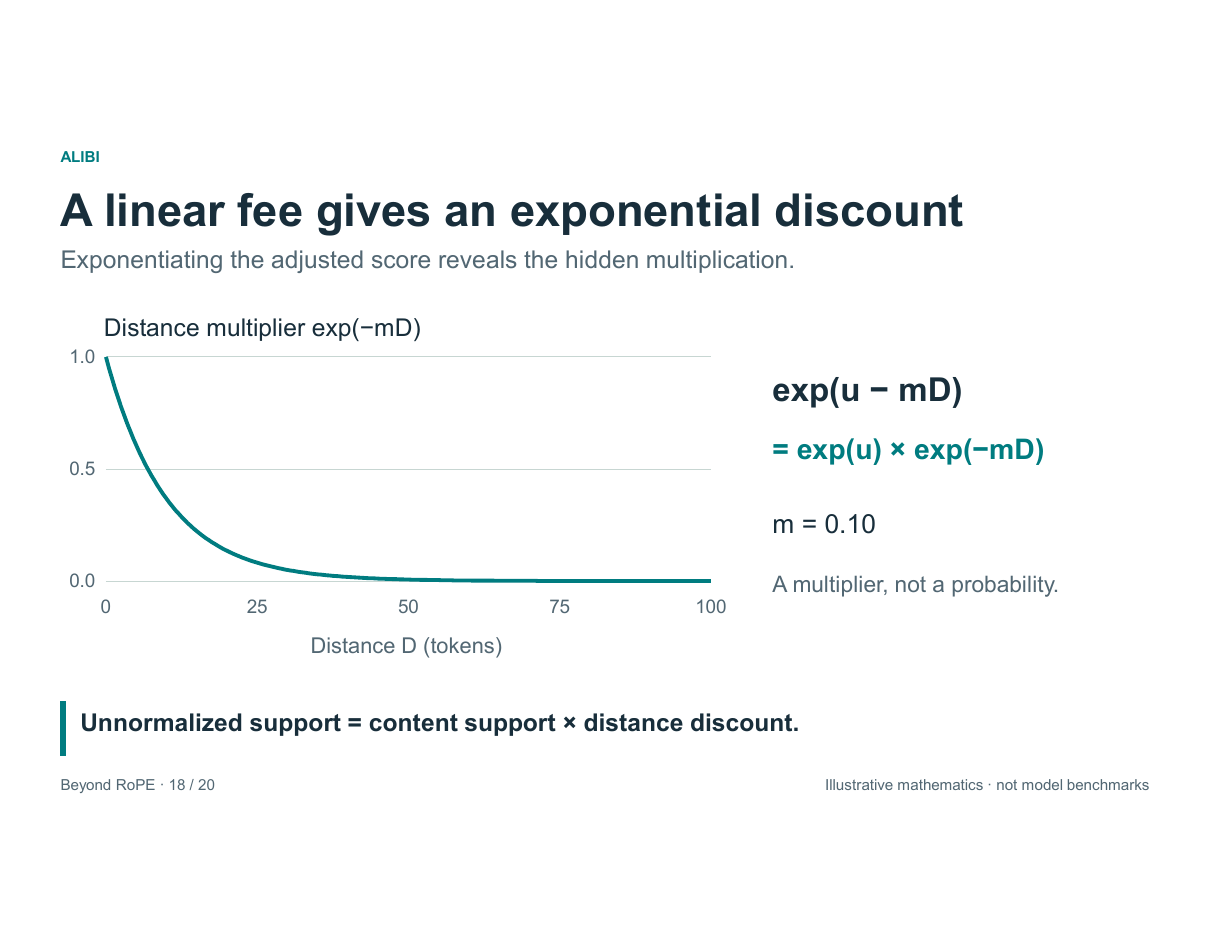 ALIBI
A linear fee gives an exponential discount
Exponentiating the adjusted score reveals the hidden multiplication.
Distance multiplier exp(−mD)
1.0
0.5
0.0
0 25 50 75 100
Distance D (tokens)
exp(u − mD)
= exp(u) × exp(−mD)
m = 0.10
A multiplier, not a probability.
Unnormalized support = content support × distance discount.
Beyond RoPE · 18 / 20
Illustrative mathematics · not model benchmarks